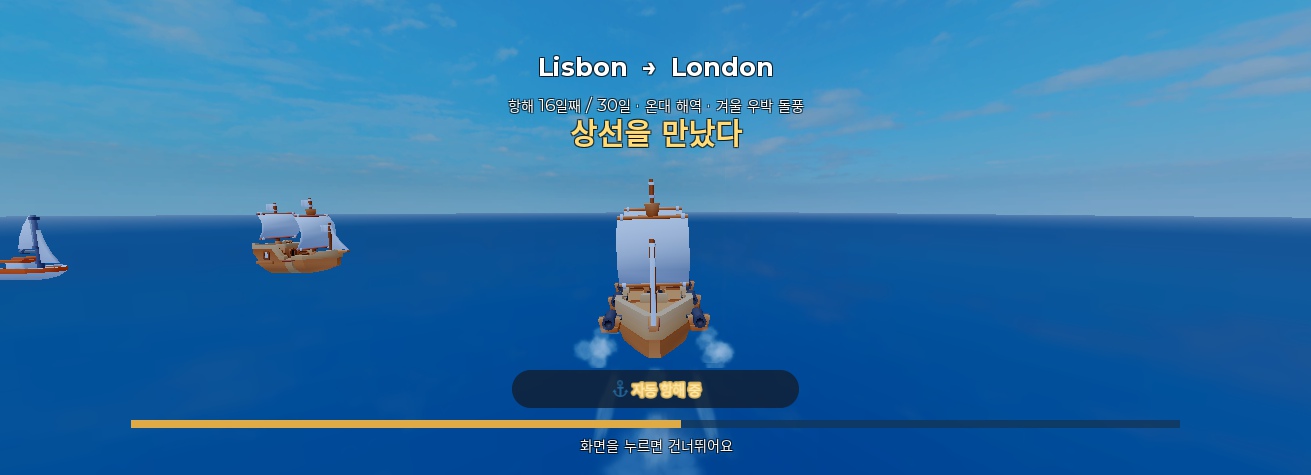 Lisbon → London
항해 16일째 / 30일 · 온대 해역 · 겨울 우박 돌풍
상선을 만났다
⚓ 자동 항해 중
화면을 누르면 건너뛰어요